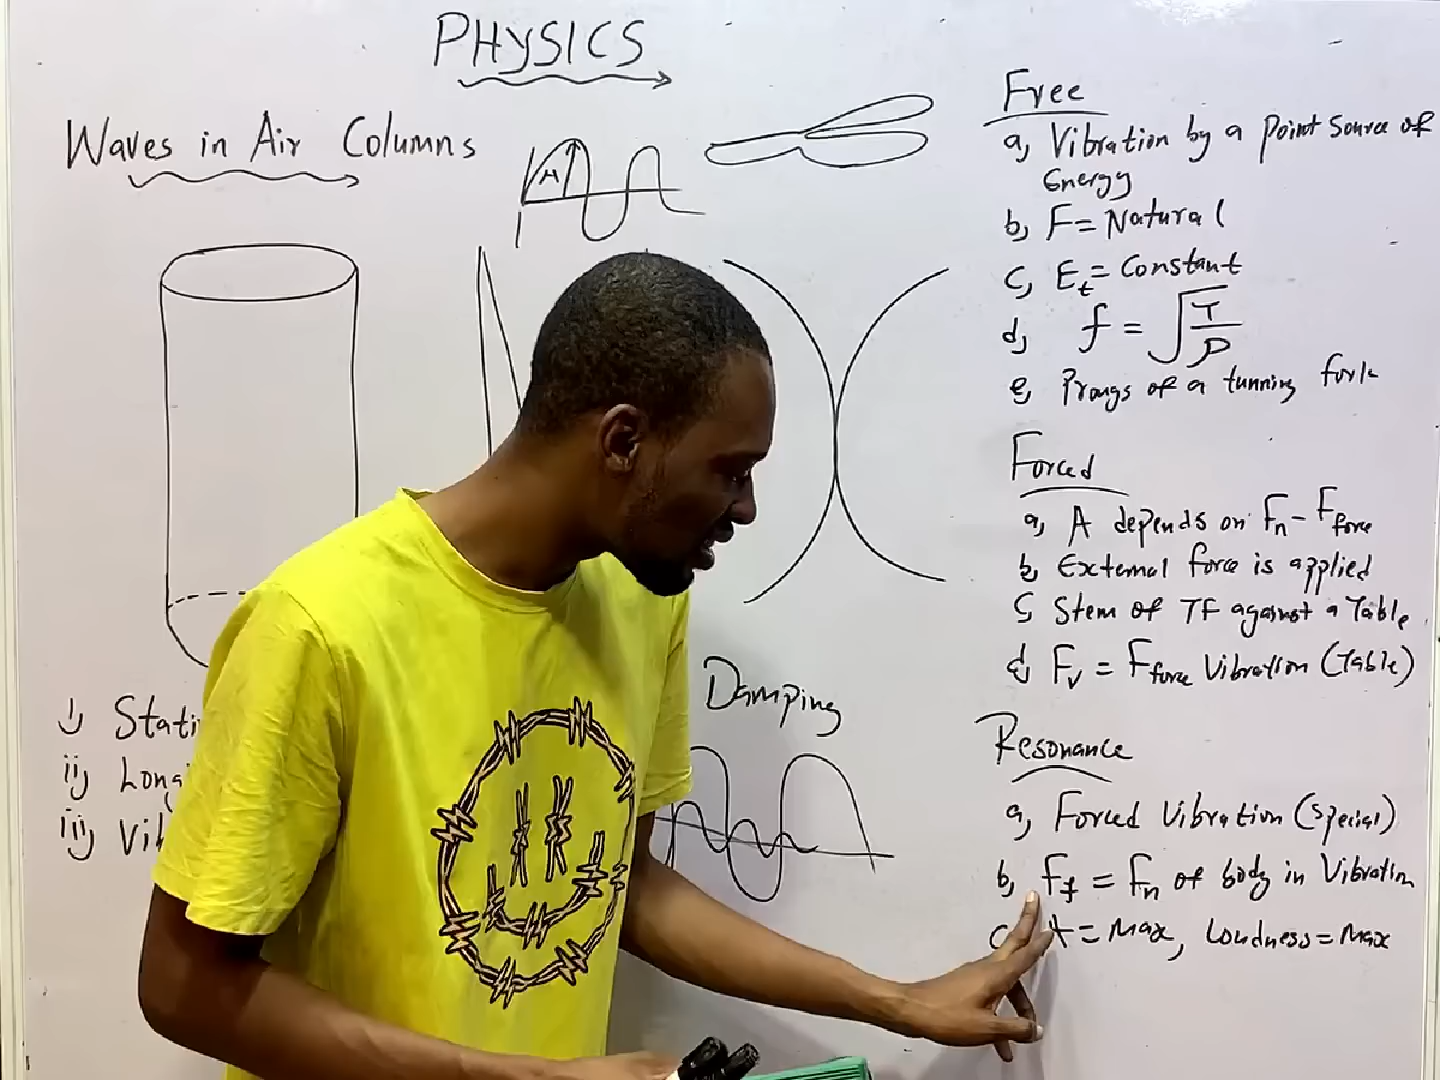 PHYSICS
Waves in Air Columns
A
i, Stati
ii, Long
iii, Vib
Damping
Free
a, Vibration by a point source of
Energy
b, F = Natural
c, Et = Constant
d, f = √T/ρ
e, Prongs of a tunning fork
Forced
a, A depends on Fn - Fforce
b, External force is applied
c, Stem of TF against a Table
d, Fv = Fforce Vibration (Table)
Resonance
a, Forced Vibration (special)
b, Ff = Fn of body in Vibration
c, A = Max, Loudness = Max